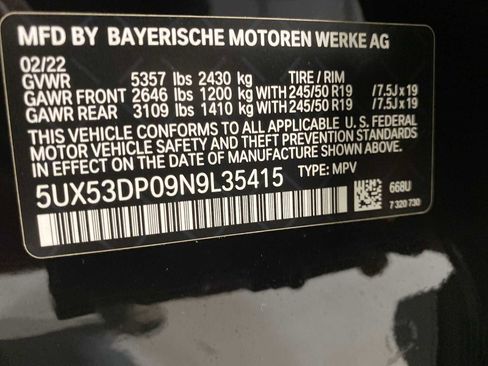 MFD BY BAYERISCHE MOTOREN WERKE AG
02/22
GVWR 5357 lbs 2430 kg TIRE / RIM
GAWR FRONT 2646 lbs 1200 kg WITH 245/50 R19 /7.5J x 19
GAWR REAR 3109 lbs 1410 kg WITH 245/50 R19 /7.5J x 19
THIS VEHICLE CONFORMS TO ALL APPLICABLE U. S. FEDERAL
MOTOR VEHICLE SAFETY AND THEFT PREVENTION STANDARDS
IN EFFECT ON THE DATE OF MANUFACTURE SHOWN ABOVE.
5UX53DP09N9L35415 TYPE: MPV
668U
7 320 730